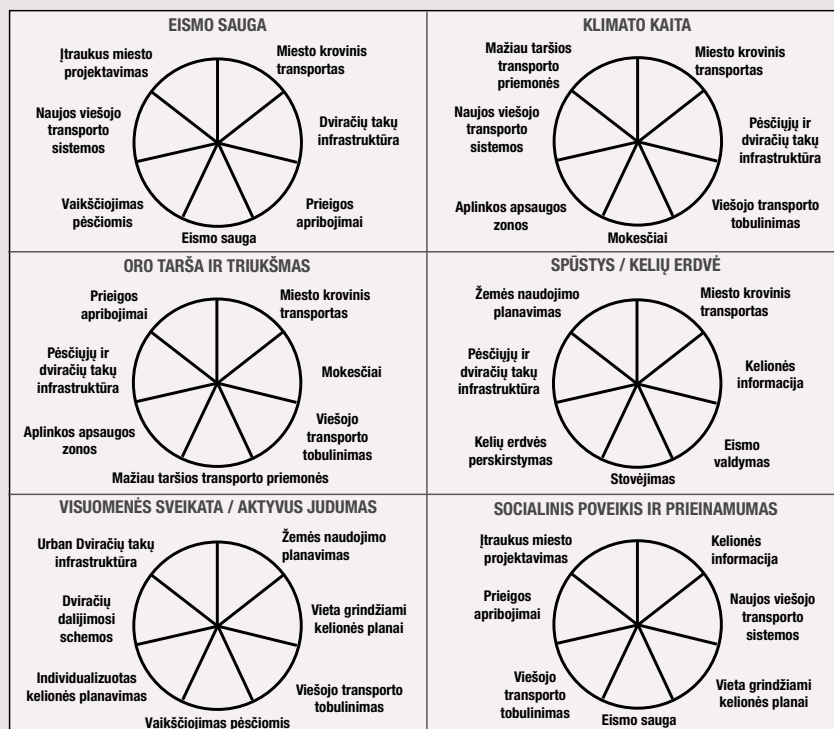 EISMO SAUGA
Įtraukus miesto
projektavimas
Miesto krovinis
transportas
Naujos viešojo
transporto
sistemos
Dviračių takų
infrastruktūra
Vaikščiojimas
pėsčiomis
Prieigos
apribojimai
Eismo sauga
KLIMATO KAITA
Mažiau taršios
transporto
priemonės
Miesto krovinis
transportas
Naujos viešojo
transporto
sistemos
Pėsčiųjų ir
dviračių takų
infrastruktūra
Aplinkos apsaugos
zonos
Viešojo transporto
tobulinimas
Mokesčiai
ORO TARŠA IR TRIUKŠMAS
Prieigos
apribojimai
Miesto krovinis
transportas
Pėsčiųjų ir
dviračių takų
infrastruktūra
Mokesčiai
Aplinkos apsaugos
zonos
Viešojo
transporto
tobulinimas
Mažiau taršios transporto priemonės
SPŪSTYS / KELIŲ ERDVĖ
Žemės naudojimo
planavimas
Miesto krovinis
transportas
Pėsčiųjų ir
dviračių takų
infrastruktūra
Kelionės
informacija
Kelių erdvės
perskirstymas
Eismo
valdymas
Stovėjimas
VISUOMENĖS SVEIKATA / AKTYVUS JUDUMAS
Urban Dviračių takų
infrastruktūra
Žemės naudojimo
planavimas
Dviračių
dalijimosi
schemos
Vieta grindžiami
kelionės planai
Individualizuotas
kelionės planavimas
Viešojo transporto
tobulinimas
Vaikščiojimas pėsčiomis
SOCIALINIS POVEIKIS IR PRIEINAMUMAS
Įtraukus miesto
projektavimas
Kelionės
informacija
Prieigos
apribojimai
Naujos viešojo
transporto
sistemos
Viešojo
transporto
tobulinimas
Vieta grindžiami
kelionės planai
Eismo sauga